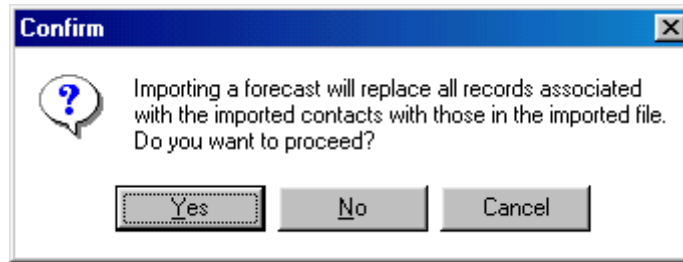 Confirm
Importing a forecast will replace all records associated
with the imported contacts with those in the imported file.
Do you want to proceed?
Yes No Cancel